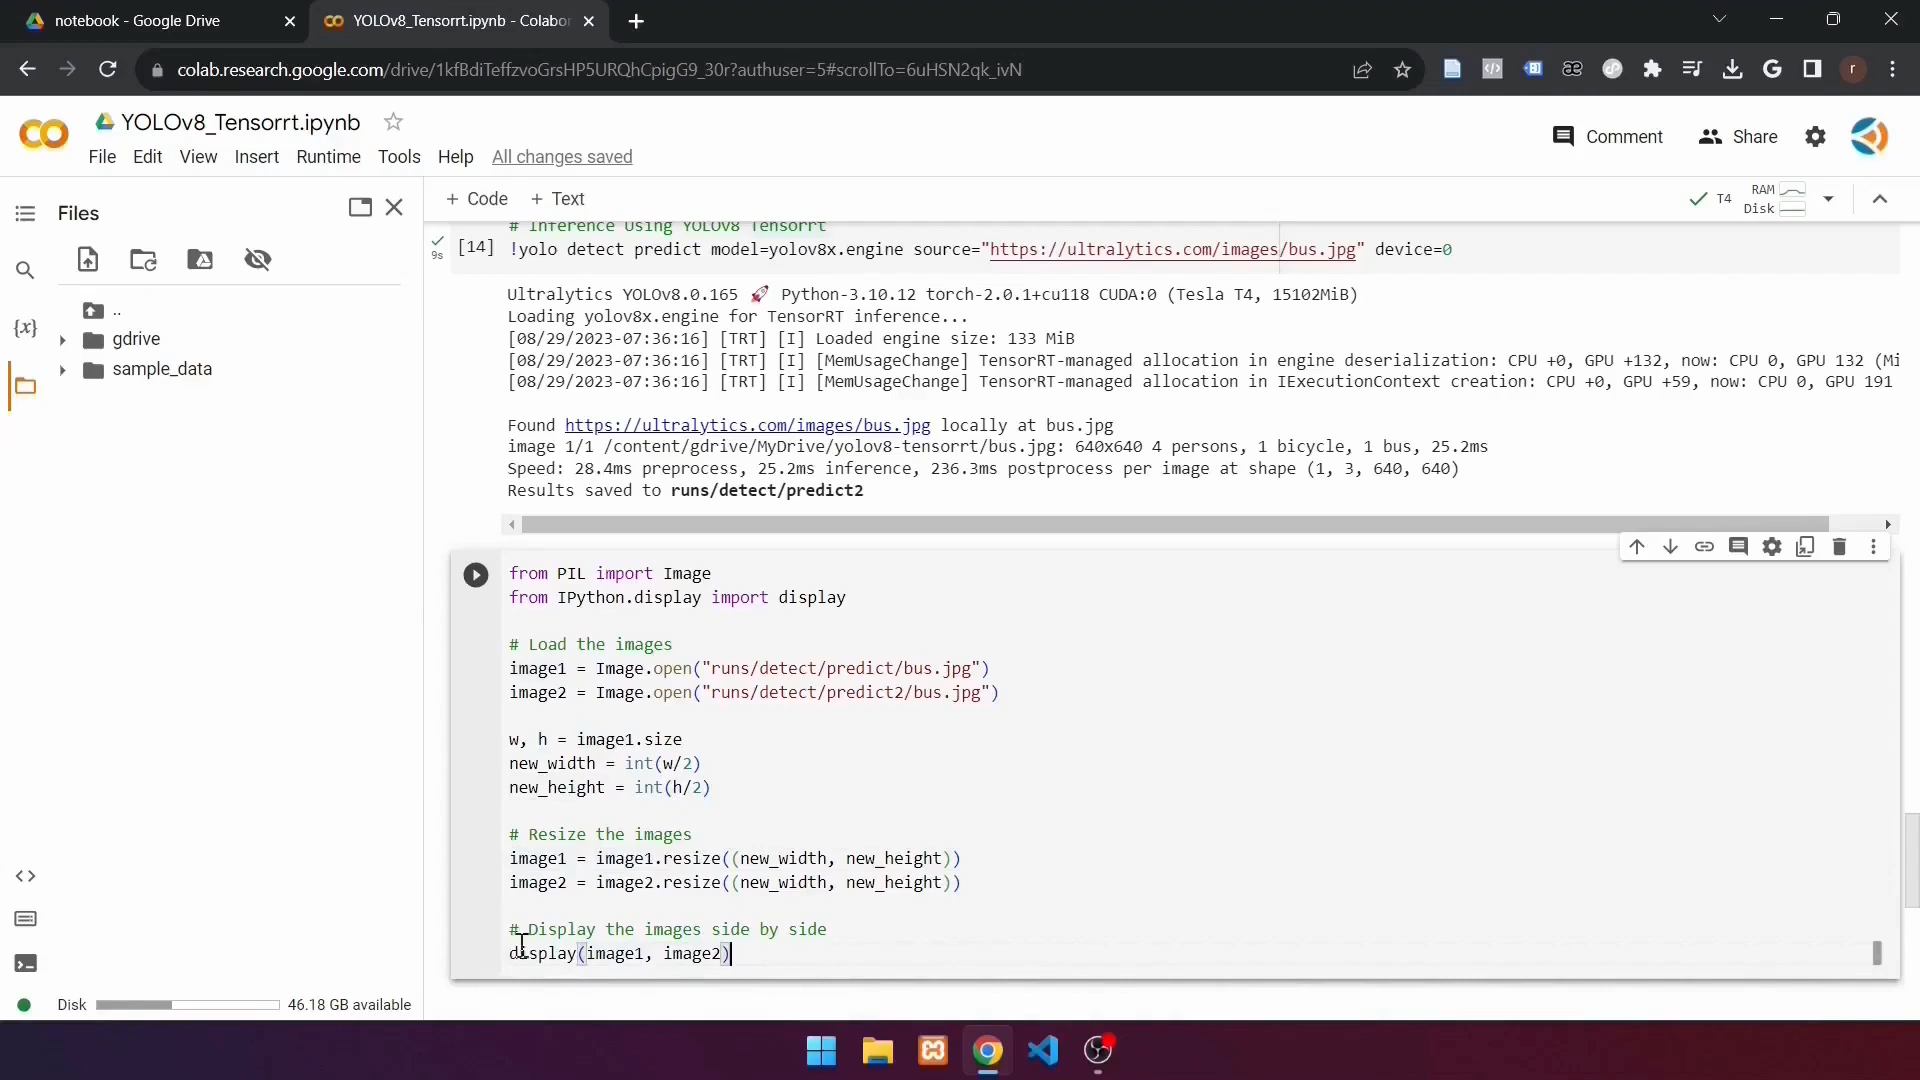 notebook - Google Drive
YOLOv8_Tensorrt.ipynb - Colabor
colab.research.google.com/drive/1kfBdiTeffzvoGrsHP5URQhCpigG9_30r?authuser=5#scrollTo=6uHSN2qk_ivN
r
YOLOv8_Tensorrt.ipynb
Comment
Share
File Edit View Insert Runtime Tools Help All changes saved
Files
+ Code + Text
T4
RAM
Disk
..
gdrive
sample_data
{x}
Disk
46.18 GB available
# Inference Using YOLOv8 Tensorrt
9s
[14] !yolo detect predict model=yolov8x.engine source="https://ultralytics.com/images/bus.jpg" device=0
Ultralytics YOLOv8.0.165 🚀 Python-3.10.12 torch-2.0.1+cu118 CUDA:0 (Tesla T4, 15102MiB)
Loading yolov8x.engine for TensorRT inference...
[08/29/2023-07:36:16] [TRT] [I] Loaded engine size: 133 MiB
[08/29/2023-07:36:16] [TRT] [I] [MemUsageChange] TensorRT-managed allocation in engine deserialization: CPU +0, GPU +132, now: CPU 0, GPU 132 (Mi
[08/29/2023-07:36:16] [TRT] [I] [MemUsageChange] TensorRT-managed allocation in IExecutionContext creation: CPU +0, GPU +59, now: CPU 0, GPU 191
Found https://ultralytics.com/images/bus.jpg locally at bus.jpg
image 1/1 /content/gdrive/MyDrive/yolov8-tensorrt/bus.jpg: 640x640 4 persons, 1 bicycle, 1 bus, 25.2ms
Speed: 28.4ms preprocess, 25.2ms inference, 236.3ms postprocess per image at shape (1, 3, 640, 640)
Results saved to runs/detect/predict2
from PIL import Image
from IPython.display import display
# Load the images
image1 = Image.open("runs/detect/predict/bus.jpg")
image2 = Image.open("runs/detect/predict2/bus.jpg")
w, h = image1.size
new_width = int(w/2)
new_height = int(h/2)
# Resize the images
image1 = image1.resize((new_width, new_height))
image2 = image2.resize((new_width, new_height))
# Display the images side by side
display(image1, image2)